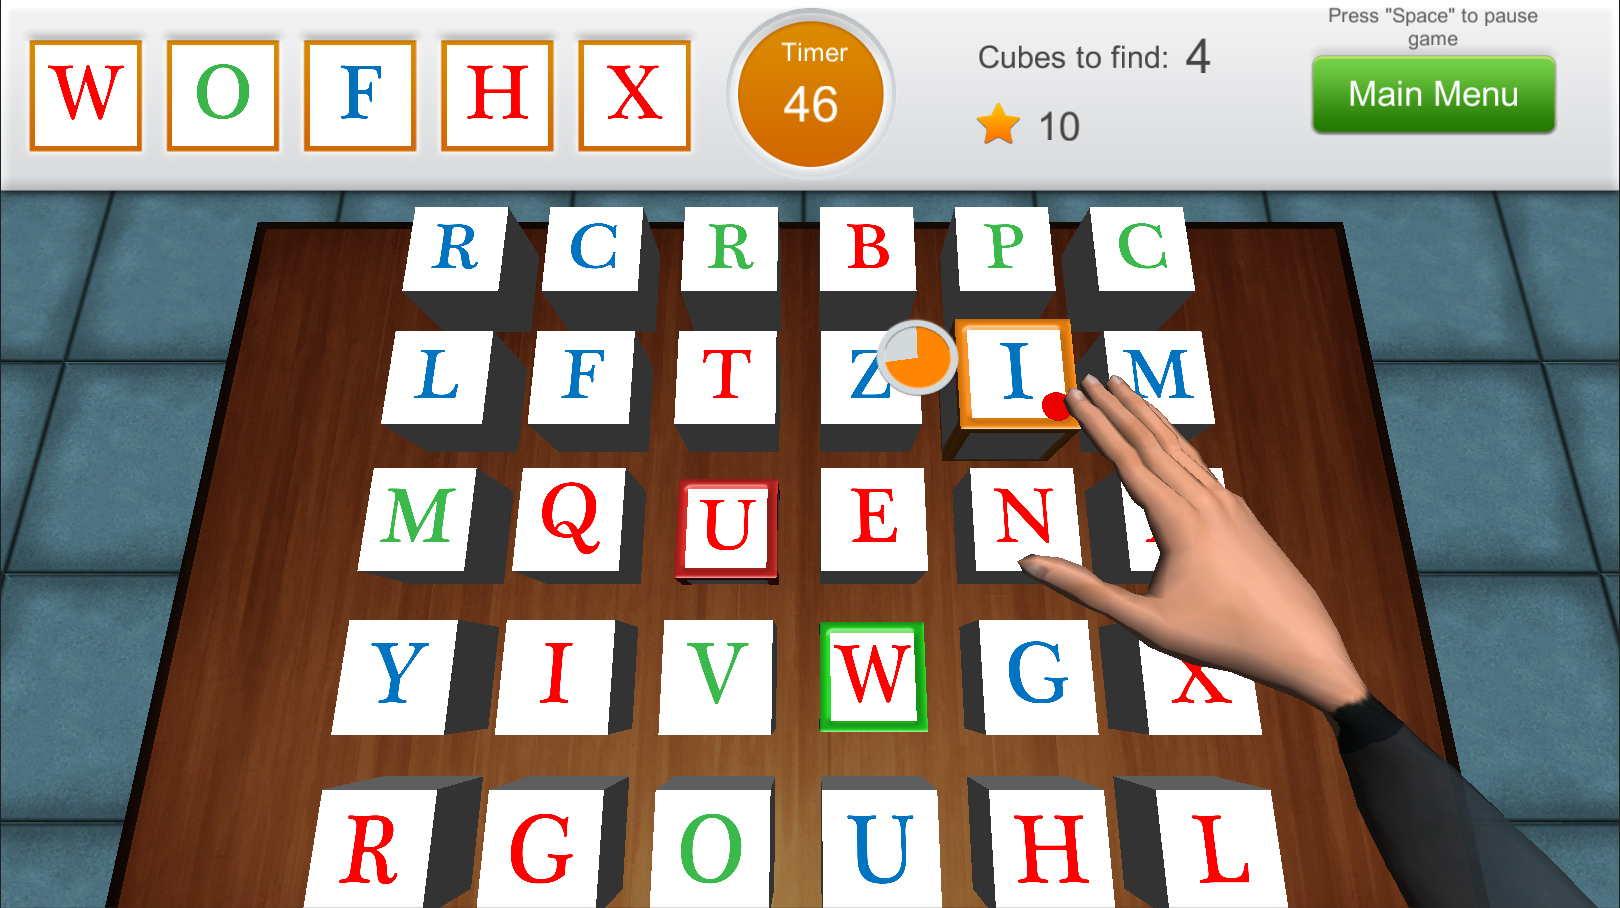 Press "Space" to pause
game
W O F H X
Timer
46
Cubes to find: 4
10
Main Menu
R C R B P C
L F T Z I M
M Q U E N
Y I V W G X
R G O U H L